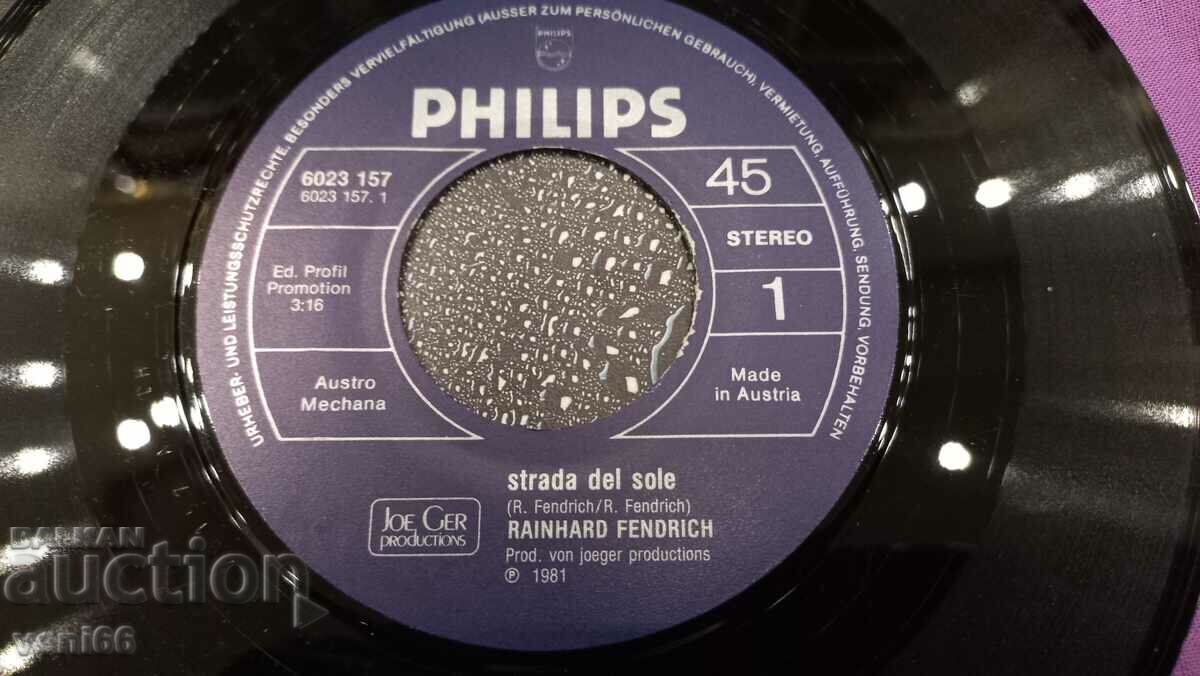 URHEBER- UND LEISTUNGSSCHUTZRECHTE. BESONDERS VERVIELFÄLTIGUNG (AUSSER ZUM PERSÖNLICHEN GEBRAUCH), VERMIETUNG, AUFFÜHRUNG, SENDUNG, VORBEHALTEN
PHILIPS
PHILIPS
6023 157
6023 157. 1
Ed. Profil
Promotion
3:16
Austro
Mechana
45
STEREO
1
Made
in Austria
strada del sole
(R. Fendrich/R. Fendrich)
RAINHARD FENDRICH
Prod. von joeger productions
℗ 1981
JOE GER
PRODUCTIONS
BALKAN
auction
veni66